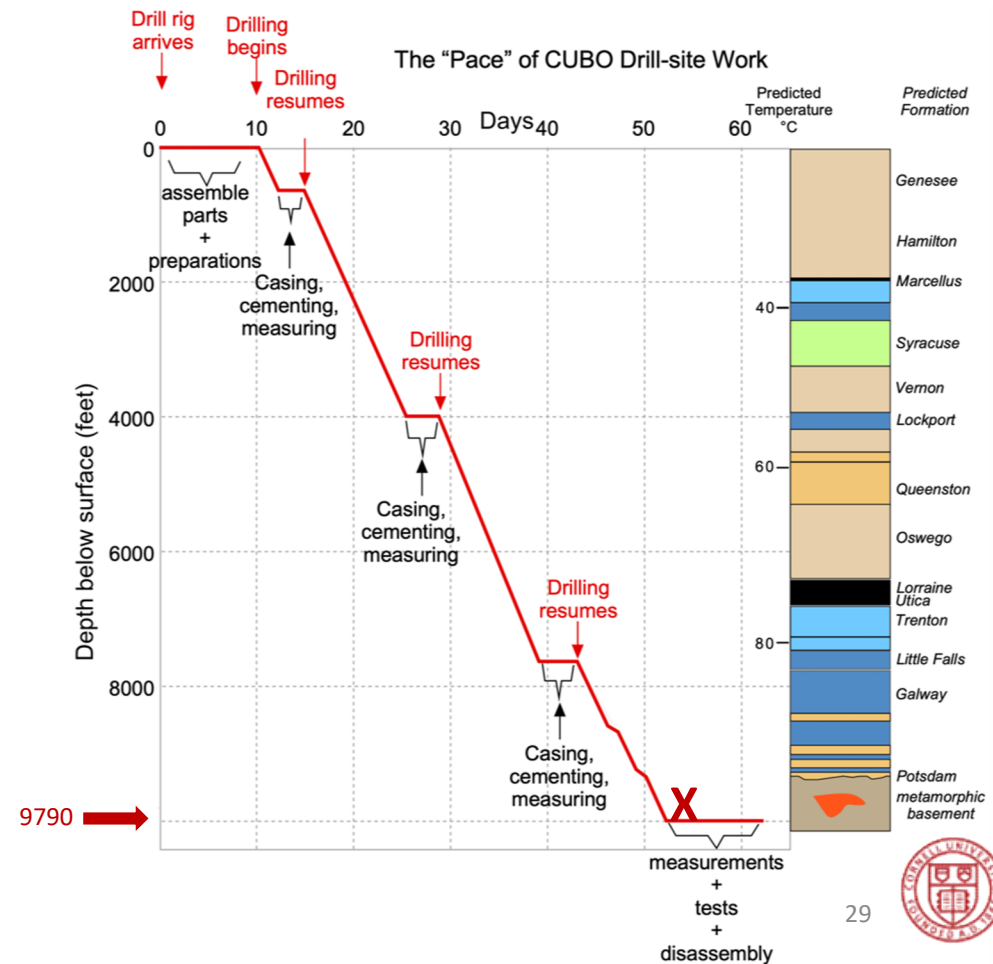 Drill rig
arrives
Drilling
begins
Drilling
resumes
The “Pace” of CUBO Drill-site Work
Predicted
Temperature
°C
Predicted
Formation
Days
0 10 20 30 40 50 60
0
2000
4000
6000
8000
Depth below surface (feet)
9790
assemble
parts
+
preparations
Casing,
cementing,
measuring
Drilling
resumes
Casing,
cementing,
measuring
Drilling
resumes
Casing,
cementing,
measuring
X
measurements
+
tests
+
disassembly
40
60
80
Genesee
Hamilton
Marcellus
Syracuse
Vernon
Lockport
Queenston
Oswego
Lorraine
Utica
Trenton
Little Falls
Galway
Potsdam
metamorphic
basement
29
CORNELL UNIVERS
FOUNDED A.D. 18